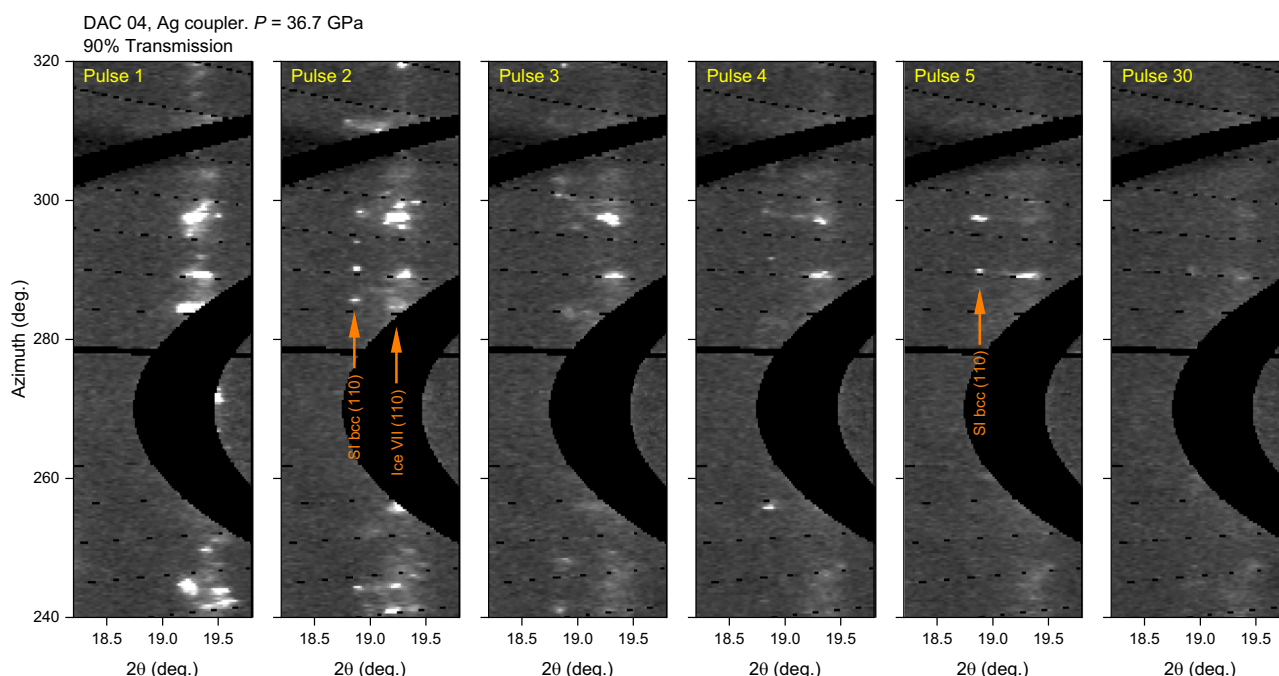 DAC 04, Ag coupler. P = 36.7 GPa
90% Transmission
Pulse 1
Pulse 2
Pulse 3
Pulse 4
Pulse 5
Pulse 30
320
300
280
260
240
Azimuth (deg.)
SI bcc (110)
Ice VII (110)
SI bcc (110)
18.5 19.0 19.5
18.5 19.0 19.5
18.5 19.0 19.5
18.5 19.0 19.5
18.5 19.0 19.5
18.5 19.0 19.5
2θ (deg.)
2θ (deg.)
2θ (deg.)
2θ (deg.)
2θ (deg.)
2θ (deg.)